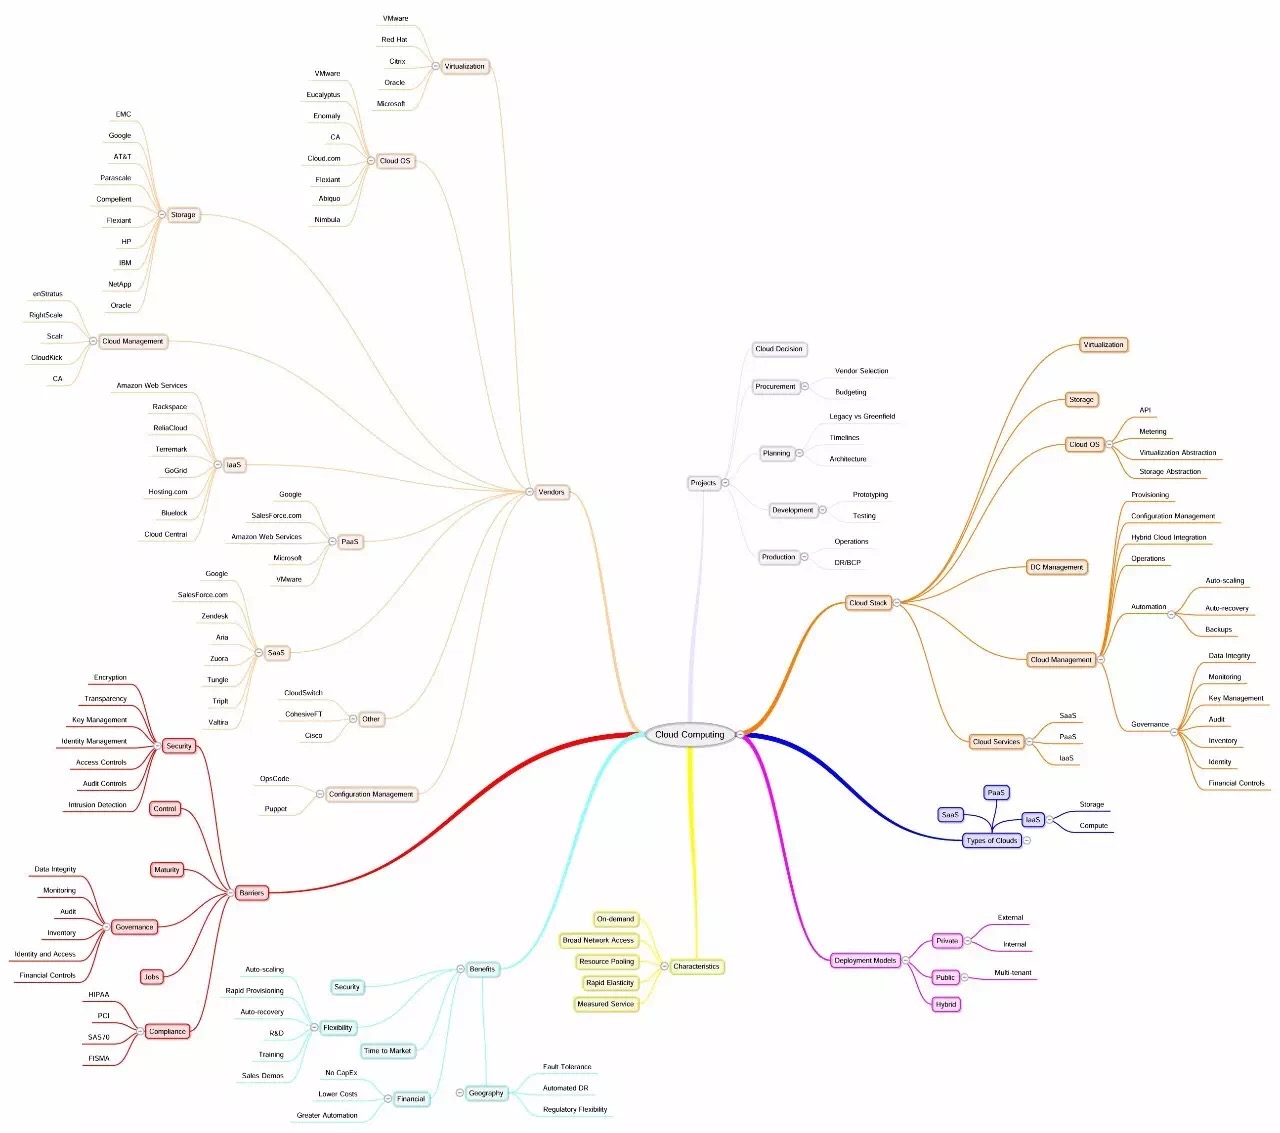 Cloud Computing
Vendors
Virtualization
VMware
Red Hat
Citrix
Oracle
Microsoft
Cloud OS
VMware
Eucalyptus
Enomaly
CA
Cloud.com
Flexiant
Abiquo
Nimbula
Storage
EMC
Google
AT&T
Parascale
Compellent
Flexiant
HP
IBM
NetApp
Oracle
Cloud Management
enStratus
RightScale
Scalr
CloudKick
CA
IaaS
Amazon Web Services
Rackspace
ReliaCloud
Terremark
GoGrid
Hosting.com
Bluelock
Cloud Central
PaaS
Google
SalesForce.com
Amazon Web Services
Microsoft
VMware
SaaS
Google
SalesForce.com
Zendesk
Aria
Zuora
Tungle
TripIt
Valtira
Other
CloudSwitch
CohesiveFT
Cisco
Configuration Management
OpsCode
Puppet
Barriers
Security
Encryption
Transparency
Key Management
Identity Management
Access Controls
Audit Controls
Intrusion Detection
Control
Maturity
Governance
Data Integrity
Monitoring
Audit
Inventory
Identity and Access
Financial Controls
Jobs
Compliance
HIPAA
PCI
SAS70
FISMA
Benefits
Security
Flexibility
Auto-scaling
Rapid Provisioning
Auto-recovery
R&D
Training
Sales Demos
Time to Market
Financial
No CapEx
Lower Costs
Greater Automation
Geography
Fault Tolerance
Automated DR
Regulatory Flexibility
Characteristics
On-demand
Broad Network Access
Resource Pooling
Rapid Elasticity
Measured Service
Projects
Cloud Decision
Procurement
Vendor Selection
Budgeting
Planning
Legacy vs Greenfield
Timelines
Architecture
Development
Prototyping
Testing
Production
Operations
DR/BCP
Cloud Stack
Virtualization
Storage
Cloud OS
API
Metering
Virtualization Abstraction
Storage Abstraction
DC Management
Cloud Management
Provisioning
Configuration Management
Hybrid Cloud Integration
Operations
Automation
Auto-scaling
Auto-recovery
Backups
Governance
Data Integrity
Monitoring
Key Management
Audit
Inventory
Identity
Financial Controls
Cloud Services
SaaS
PaaS
IaaS
Types of Clouds
SaaS
PaaS
IaaS
Storage
Compute
Deployment Models
Private
External
Internal
Public
Multi-tenant
Hybrid